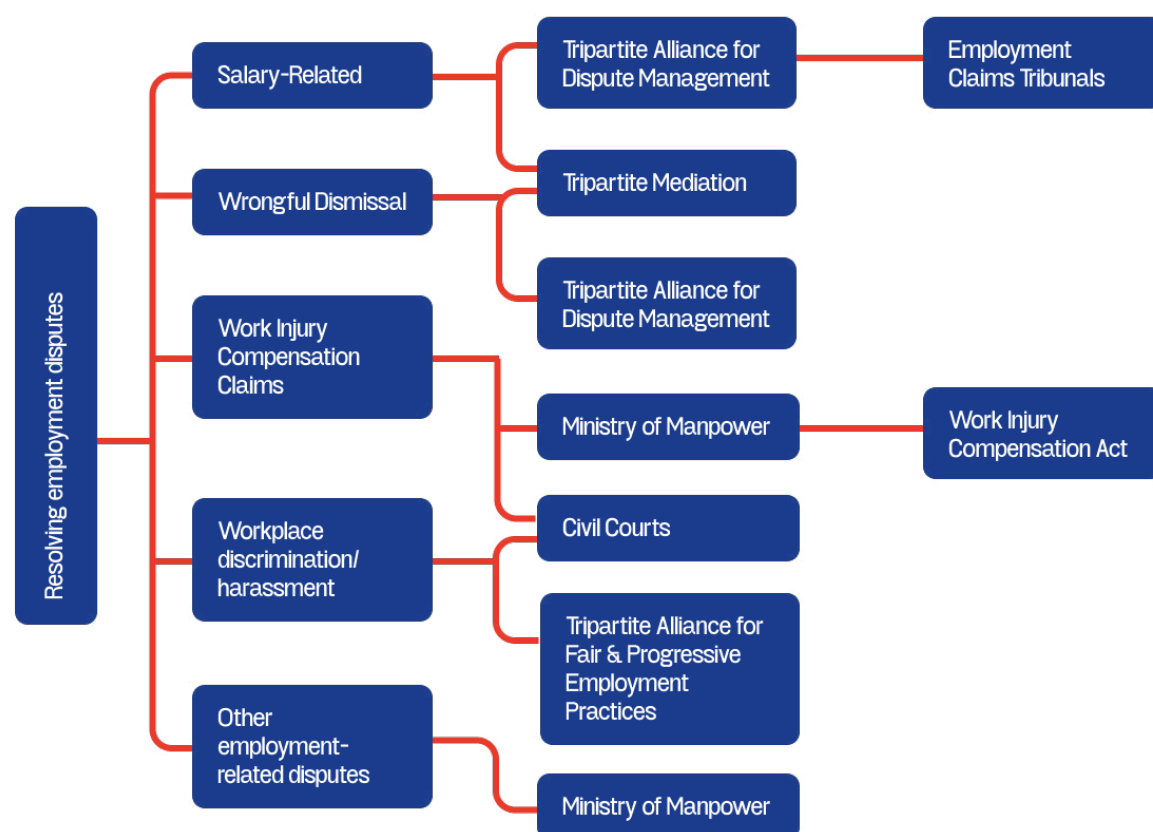 Resolving employment disputes
Salary-Related
Tripartite Alliance for
Dispute Management
Employment
Claims Tribunals
Wrongful Dismissal
Tripartite Mediation
Tripartite Alliance for
Dispute Management
Work Injury
Compensation
Claims
Ministry of Manpower
Work Injury
Compensation Act
Civil Courts
Workplace
discrimination/
harassment
Tripartite Alliance for
Fair & Progressive
Employment
Practices
Other
employment-
related disputes
Ministry of Manpower